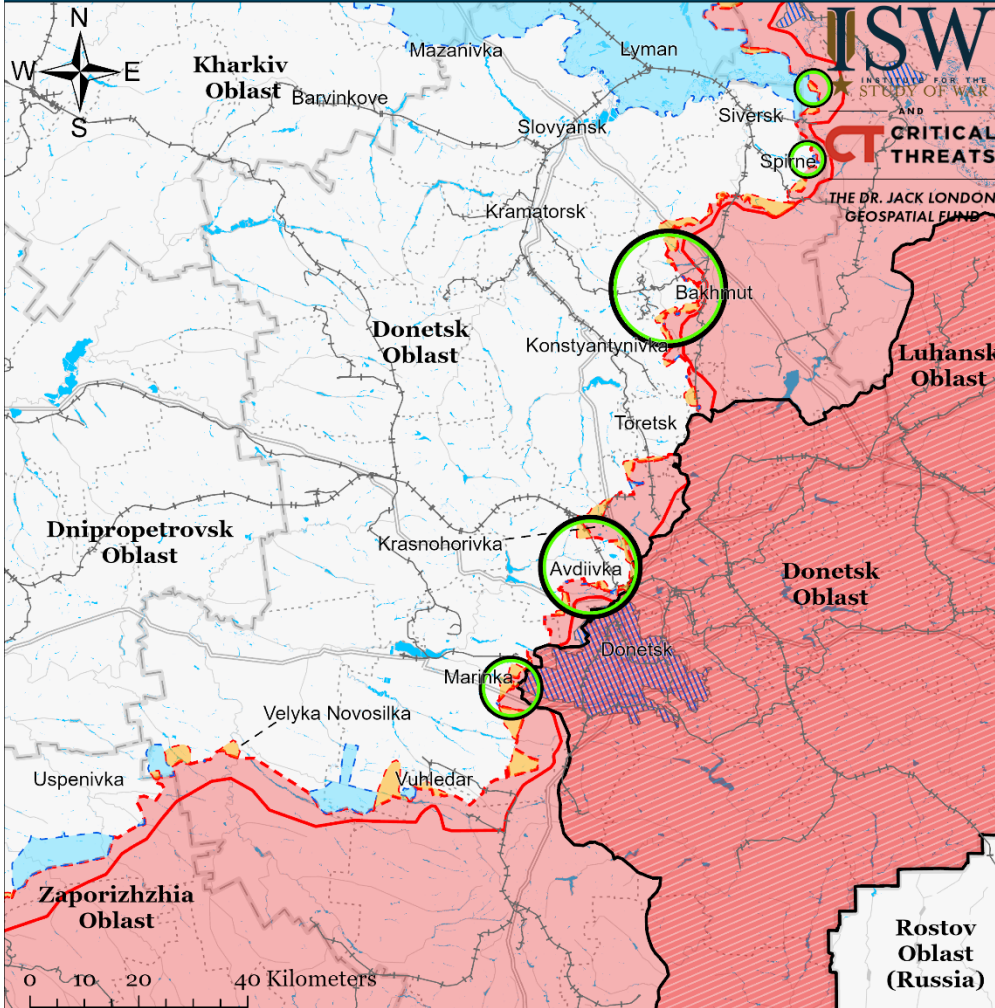 N
W
E
S
Mazanivka
Lyman
ISW
INSTITUTE FOR THE
STUDY OF WAR
AND
CT
CRITICAL
THREATS
THE DR. JACK LONDON
GEOSPATIAL FUND
Kharkiv
Oblast
Barvinkove
Slovyansk
Siversk
Spirne
Kramatorsk
Bakhmut
Donetsk
Oblast
Konstyantynivka
Luhansk
Oblast
Toretsk
Dnipropetrovsk
Oblast
Krasnohorivka
Avdiivka
Donetsk
Oblast
Donetsk
Marinka
Velyka Novosilka
Uspenivka
Vuhledar
Zaporizhzhia
Oblast
Rostov
Oblast
(Russia)
0 10 20 40 Kilometers